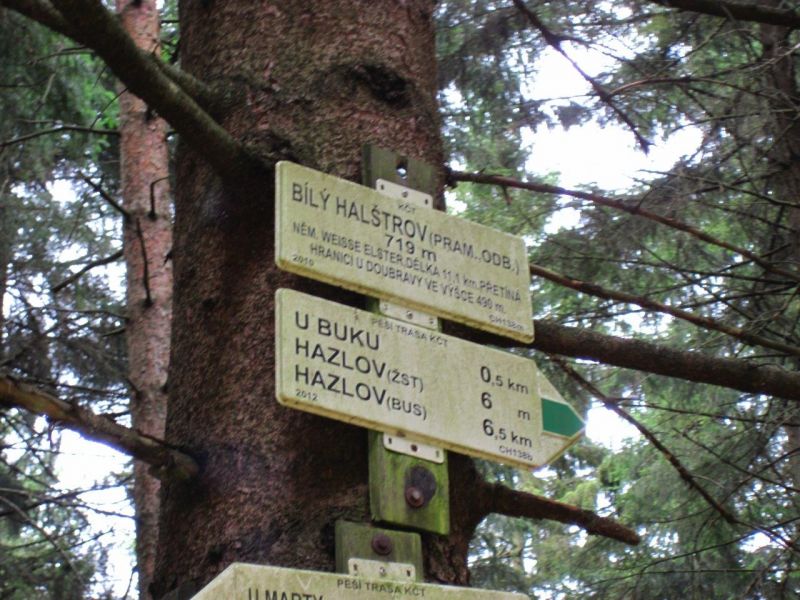 KČT
BÍLÝ HALŠTROV (PRAM., ODB.)
719 m
NĚM. WEISSE ELSTER, DÉLKA 11,1 km, PŘETÍNÁ
HRANICI U DOUBRAVY VE VÝŠCE 490 m
2010 CH138m
PĚŠÍ TRASA KČT
U BUKU 0,5 km
HAZLOV (ŽST) 6 m
HAZLOV (BUS) 6,5 km
2012 CH138b
PĚŠÍ TRASA KČT
U MARTY